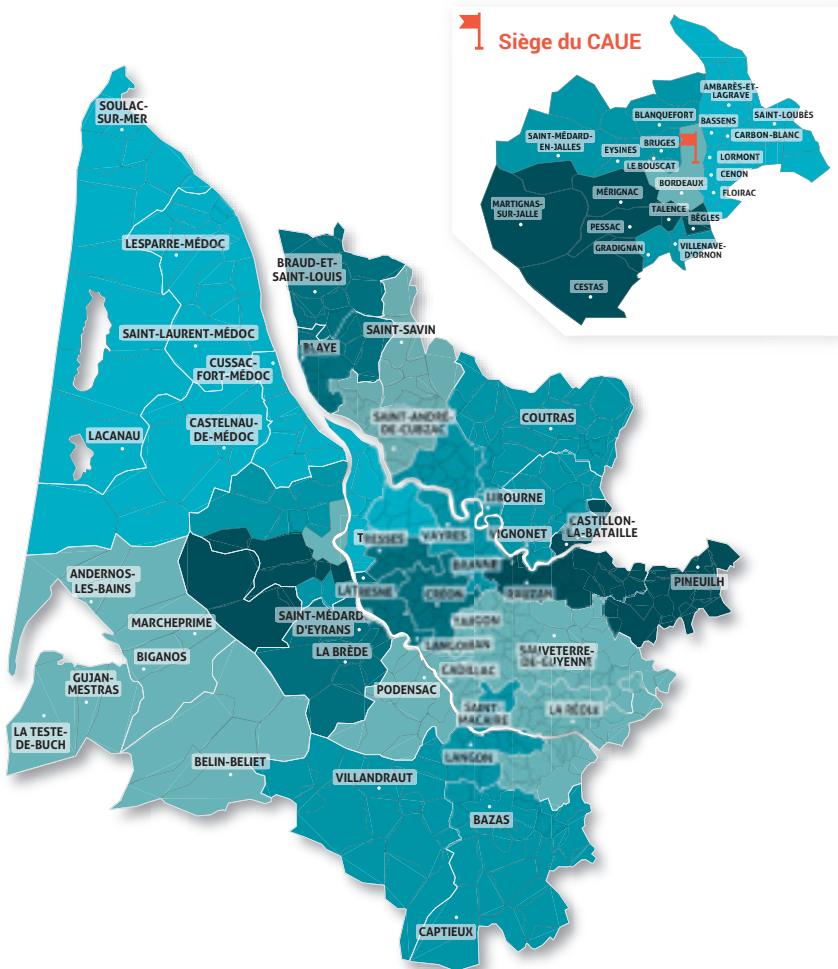 Siège du CAUE
AMBARÈS-ET-
LAGRAVE
SAINT-LOUBÈS
BLANQUEFORT
BASSENS
CARBON-BLANC
SAINT-MÉDARD-
EN-JALLES
BRUGES
EYSINES
LE BOUSCAT
LORMONT
CENON
BORDEAUX
FLOIRAC
MÉRIGNAC
MARTIGNAS-
SUR-JALLE
TALENCE
BÈGLES
PESSAC
GRADIGNAN
VILLENAVE-
D'ORNON
CESTAS
SOULAC-
SUR-MER
LESPARRE-MÉDOC
BRAUD-ET-
SAINT-LOUIS
SAINT-LAURENT-MÉDOC
SAINT-SAVIN
BLAYE
CUSSAC-
FORT-MÉDOC
CASTELNAU-
DE-MÉDOC
LACANAU
SAINT-ANDRÉ-
DE-CUBZAC
COUTRAS
LIBOURNE
CASTILLON-
LA-BATAILLE
TRESSES
VAYRES
VIGNONET
BRANNE
PINEUILH
ANDERNOS-
LES-BAINS
LATRESNE
CRÉON
RAUZAN
MARCHEPRIME
SAINT-MÉDARD
D'EYRANS
TARGON
BIGANOS
LA BRÈDE
LANGOIRAN
SAUVETERRE-
DE-GUYENNE
CADILLAC
GUJAN-
MESTRAS
PODENSAC
SAINT-
MACAIRE
LA RÉOLE
LA TESTE-
DE-BUCH
BELIN-BELIET
LANGON
VILLANDRAUT
BAZAS
CAPTIEUX